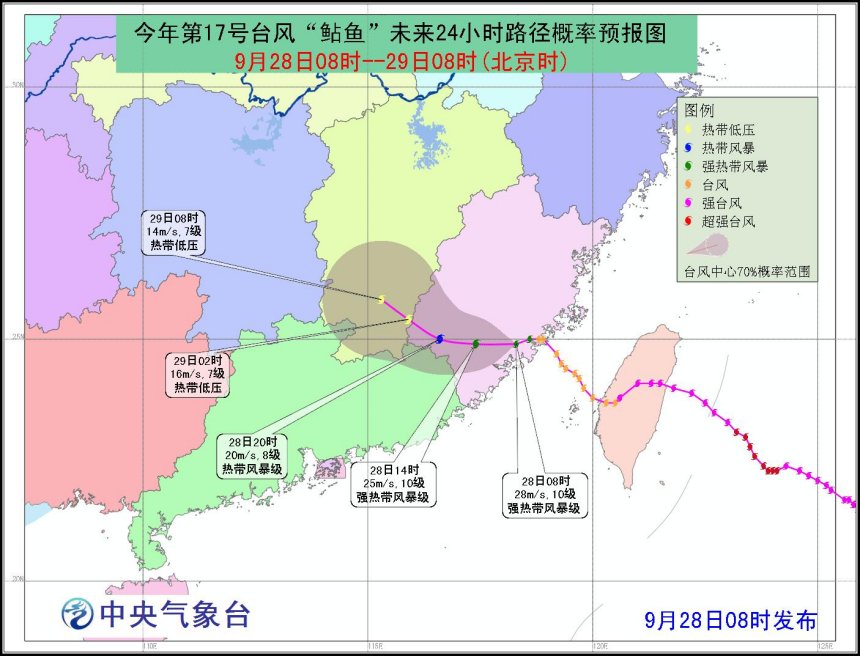 今年第17号台风“鲇鱼”未来24小时路径概率预报图
9月28日08时--29日08时(北京时)
图例
热带低压
热带风暴
强热带风暴
台风
强台风
超强台风
台风中心70%概率范围
30N
29日08时
14m/s,7级
热带低压
25N
29日02时
16m/s,7级
热带低压
28日20时
20m/s,8级
热带风暴级
28日14时
25m/s,10级
强热带风暴级
28日08时
28m/s,10级
强热带风暴级
20N
中央气象台
9月28日08时发布
110E
115E
120E
125E